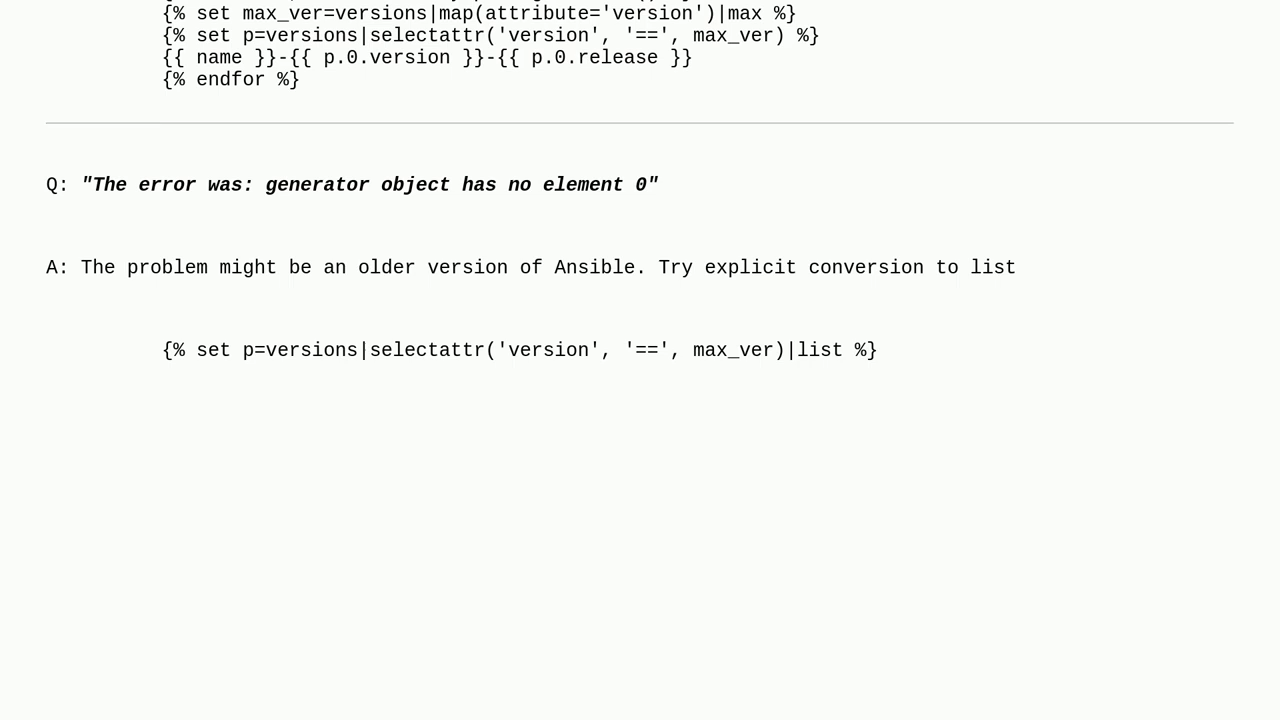 {% set max_ver=versions|map(attribute='version')|max %}
{% set p=versions|selectattr('version', '==', max_ver) %}
{{ name }}-{{ p.0.version }}-{{ p.0.release }}
{% endfor %}
Q: "The error was: generator object has no element 0"
A: The problem might be an older version of Ansible. Try explicit conversion to list
{% set p=versions|selectattr('version', '==', max_ver)|list %}